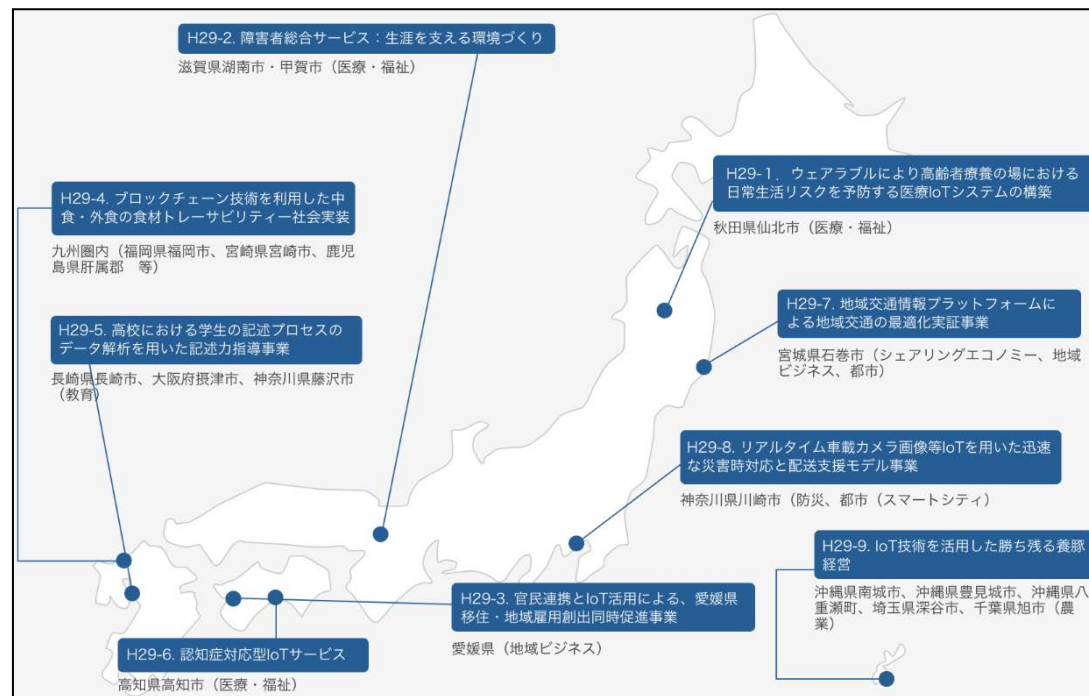 H29-2. 障害者総合サービス：生涯を支える環境づくり
滋賀県湖南市・甲賀市（医療・福祉）
H29-4. ブロックチェーン技術を利用した中
食・外食の食材トレーサビリティー社会実装
九州圏内（福岡県福岡市、宮崎県宮崎市、鹿児
島県肝属郡　等）
H29-5. 高校における学生の記述プロセスの
データ解析を用いた記述力指導事業
長崎県長崎市、大阪府摂津市、神奈川県藤沢市
（教育）
H29-1. ウェアラブルにより高齢者療養の場における
日常生活リスクを予防する医療IoTシステムの構築
秋田県仙北市（医療・福祉）
H29-7. 地域交通情報プラットフォームに
よる地域交通の最適化実証事業
宮城県石巻市（シェアリングエコノミー、地域
ビジネス、都市）
H29-8. リアルタイム車載カメラ画像等IoTを用いた迅速
な災害時対応と配送支援モデル事業
神奈川県川崎市（防災、都市（スマートシティ）
H29-9. IoT技術を活用した勝ち残る養豚
経営
沖縄県南城市、沖縄県豊見城市、沖縄県八
重瀬町、埼玉県深谷市、千葉県旭市（農
業）
H29-3. 官民連携とIoT活用による、愛媛県
移住・地域雇用創出同時促進事業
愛媛県（地域ビジネス）
H29-6. 認知症対応型IoTサービス
高知県高知市（医療・福祉）